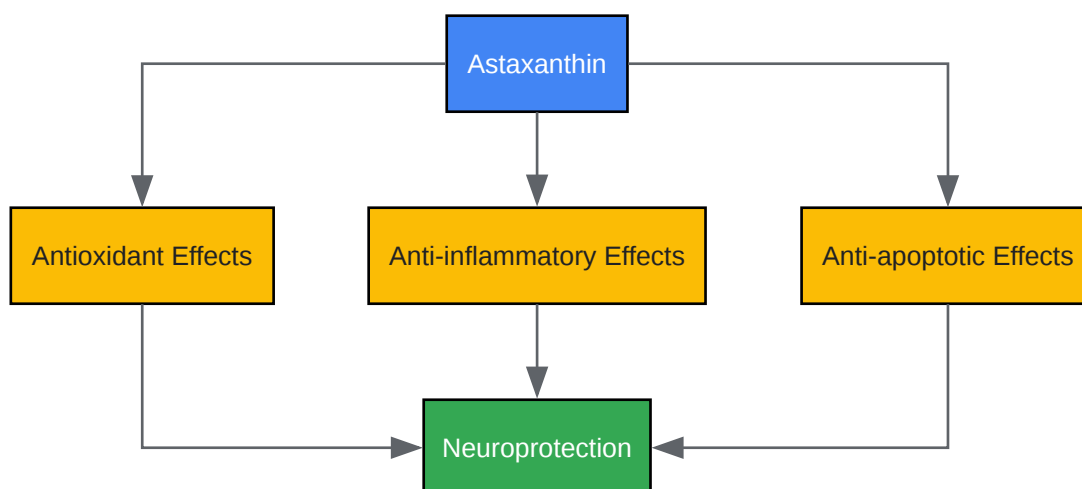 Astaxanthin
Antioxidant Effects
Anti-inflammatory Effects
Anti-apoptotic Effects
Neuroprotection